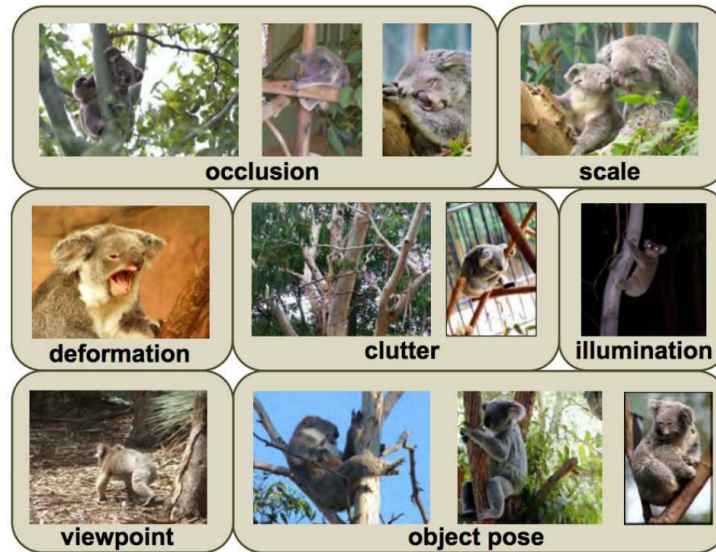 occlusion
scale
deformation
clutter
illumination
viewpoint
object pose